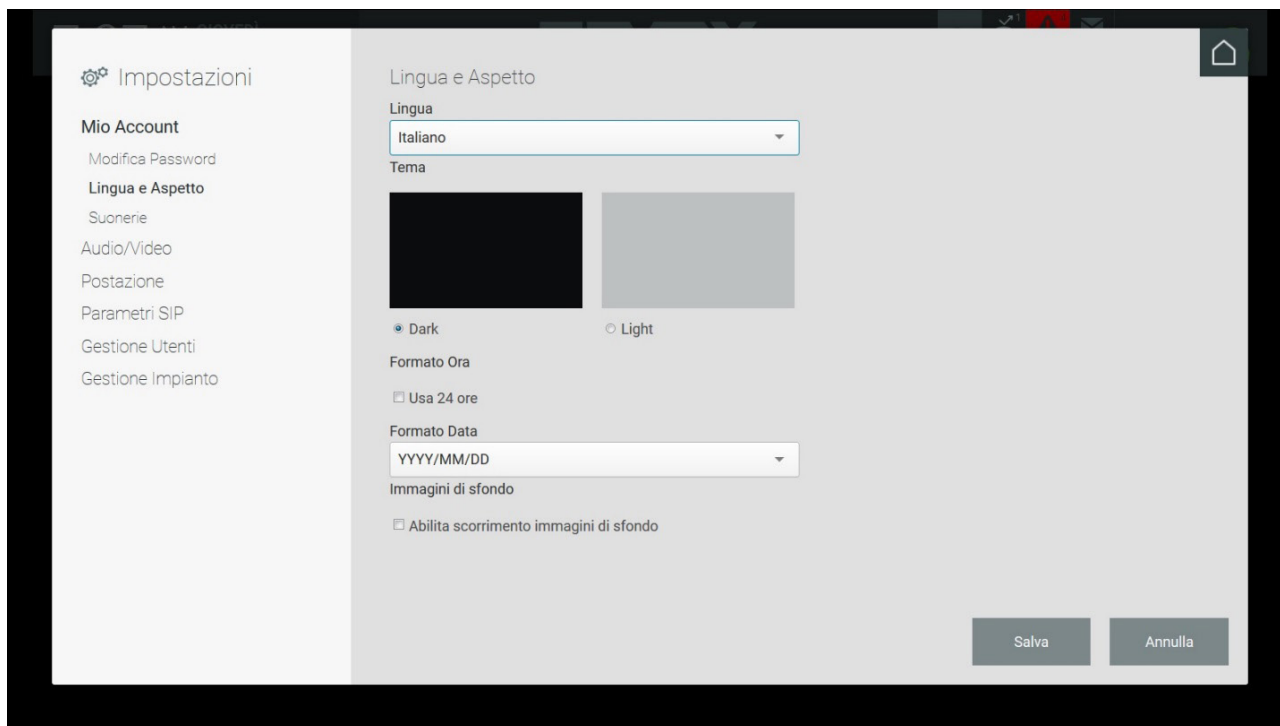 Impostazioni
Mio Account
Modifica Password
Lingua e Aspetto
Suonerie
Audio/Video
Postazione
Parametri SIP
Gestione Utenti
Gestione Impianto
Lingua e Aspetto
Lingua
Italiano
Tema
Dark
Light
Formato Ora
Usa 24 ore
Formato Data
YYYY/MM/DD
Immagini di sfondo
Abilita scorrimento immagini di sfondo
Salva
Annulla